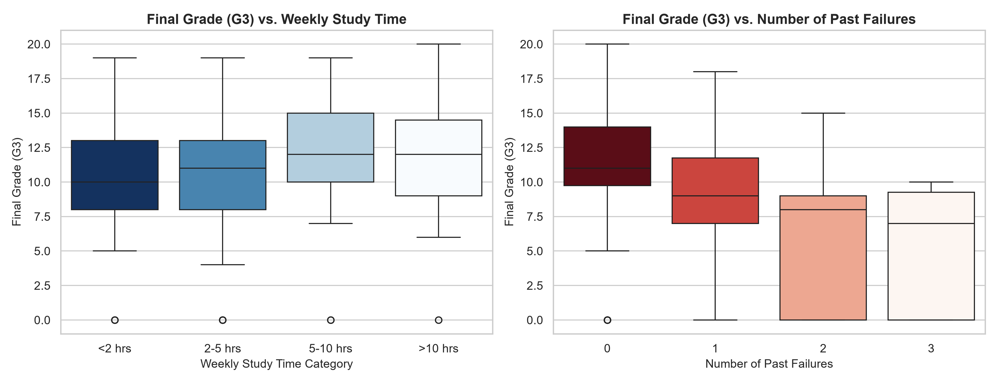 Final Grade (G3) vs. Weekly Study Time
20.0
17.5
15.0
12.5
10.0
7.5
5.0
2.5
0.0
Final Grade (G3)
<2 hrs
2-5 hrs
5-10 hrs
>10 hrs
Weekly Study Time Category
Final Grade (G3) vs. Number of Past Failures
20.0
17.5
15.0
12.5
10.0
7.5
5.0
2.5
0.0
Final Grade (G3)
0
1
2
3
Number of Past Failures